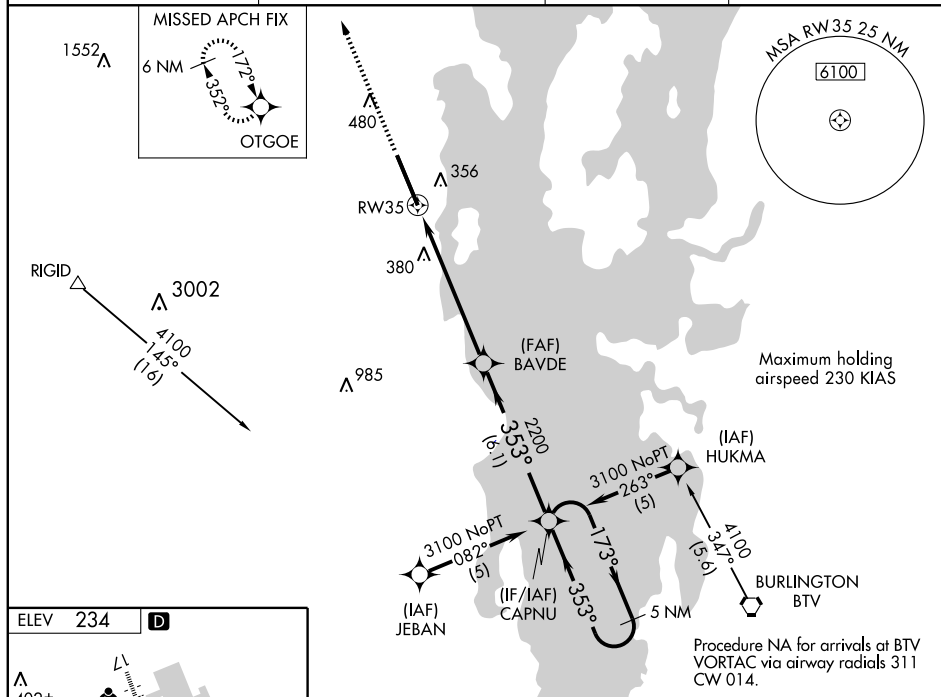 MISSED APCH FIX
6 NM
172°
352°
OTGOE
1552
480
356
RW35
380
MSA RW35 25 NM
6100
RIGID
3002
4100
145°
(16)
985
(FAF)
BAVDE
Maximum holding
airspeed 230 KIAS
2200
353°
(6.1)
(IAF)
HUKMA
3100 NoPT
263°
(5)
3100 NoPT
082°
(5)
173°
353°
5 NM
4100
347°
(5.6)
(IAF)
JEBAN
(IF/IAF)
CAPNU
BURLINGTON
BTV
Procedure NA for arrivals at BTV
VORTAC via airway radials 311
CW 014.
ELEV 234
D
17